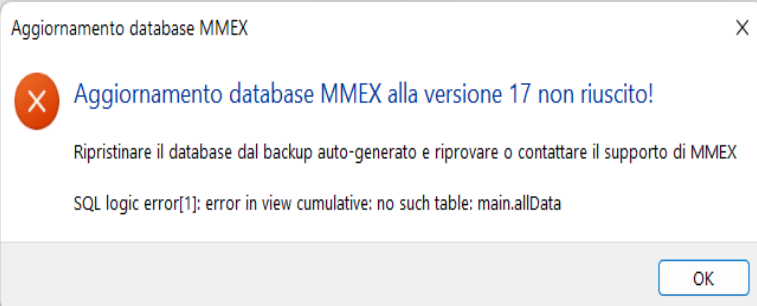 Aggiornamento database MMEX
Aggiornamento database MMEX alla versione 17 non riuscito!
Ripristinare il database dal backup auto-generato e riprovare o contattare il supporto di MMEX
SQL logic error[1]: error in view cumulative: no such table: main.allData
OK